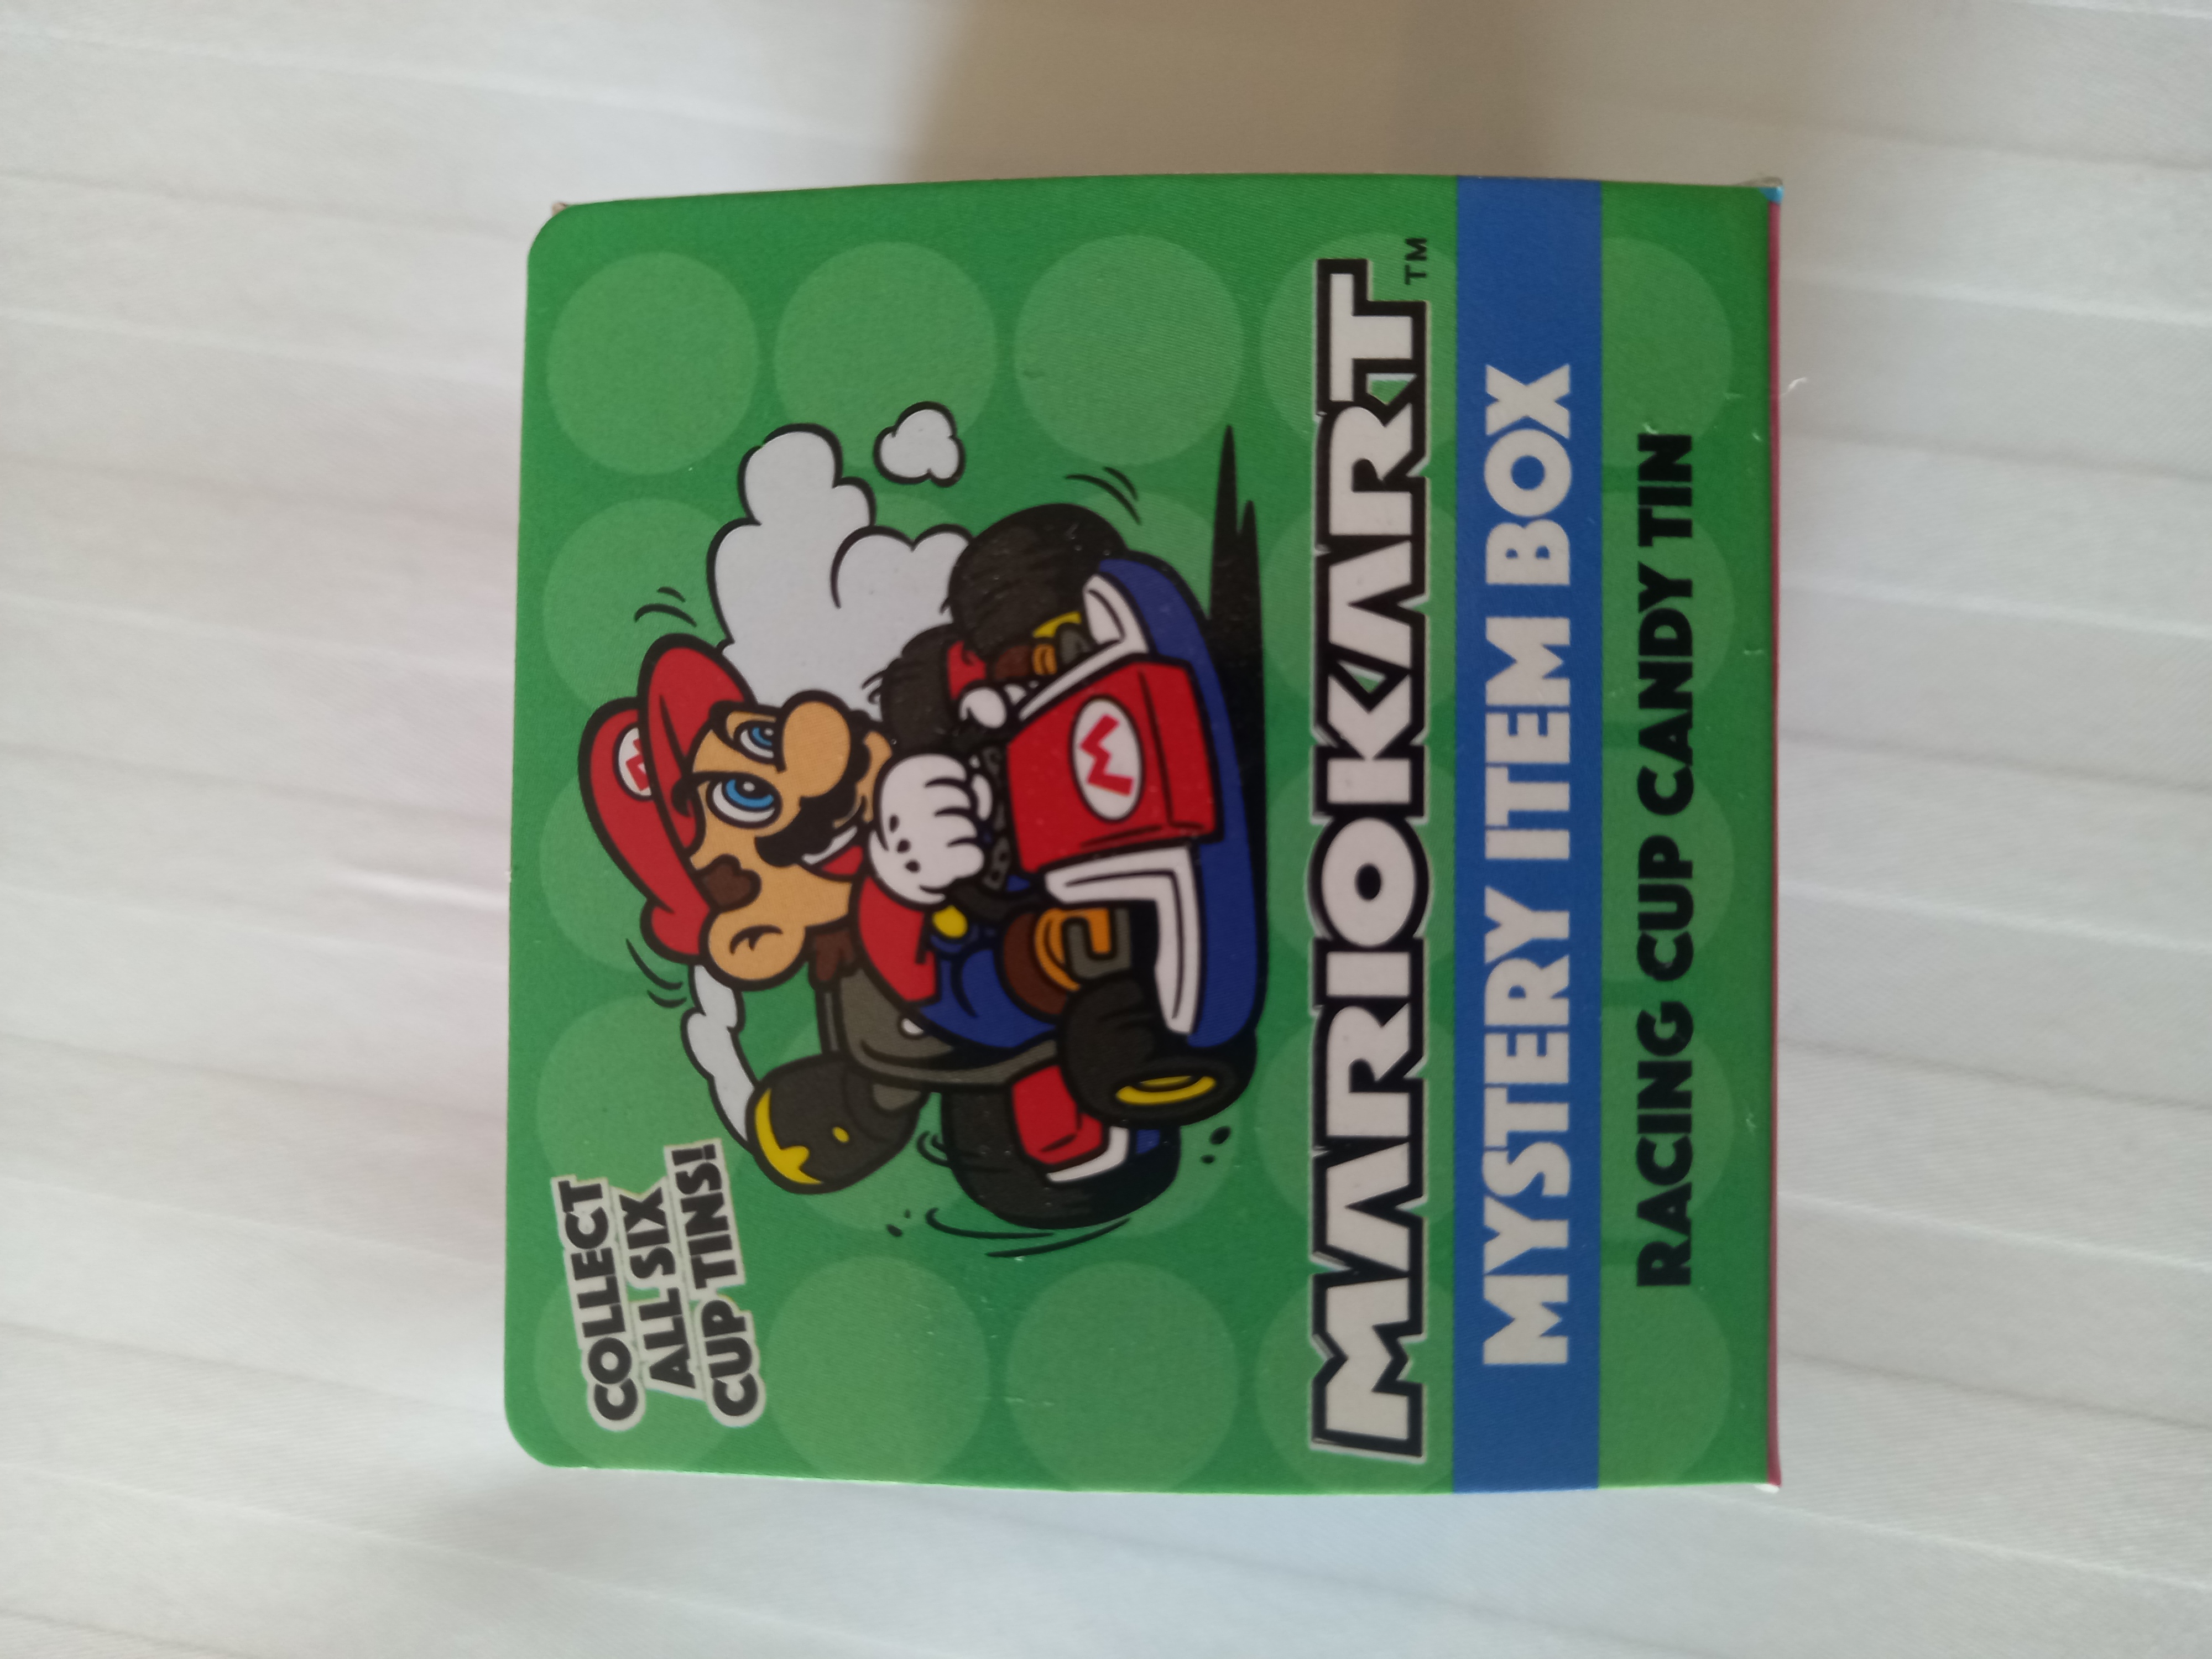 COLLECT
ALL SIX
CUP TINS!
M
M
MARIOKART™
MYSTERY ITEM BOX
RACING CUP CANDY TIN